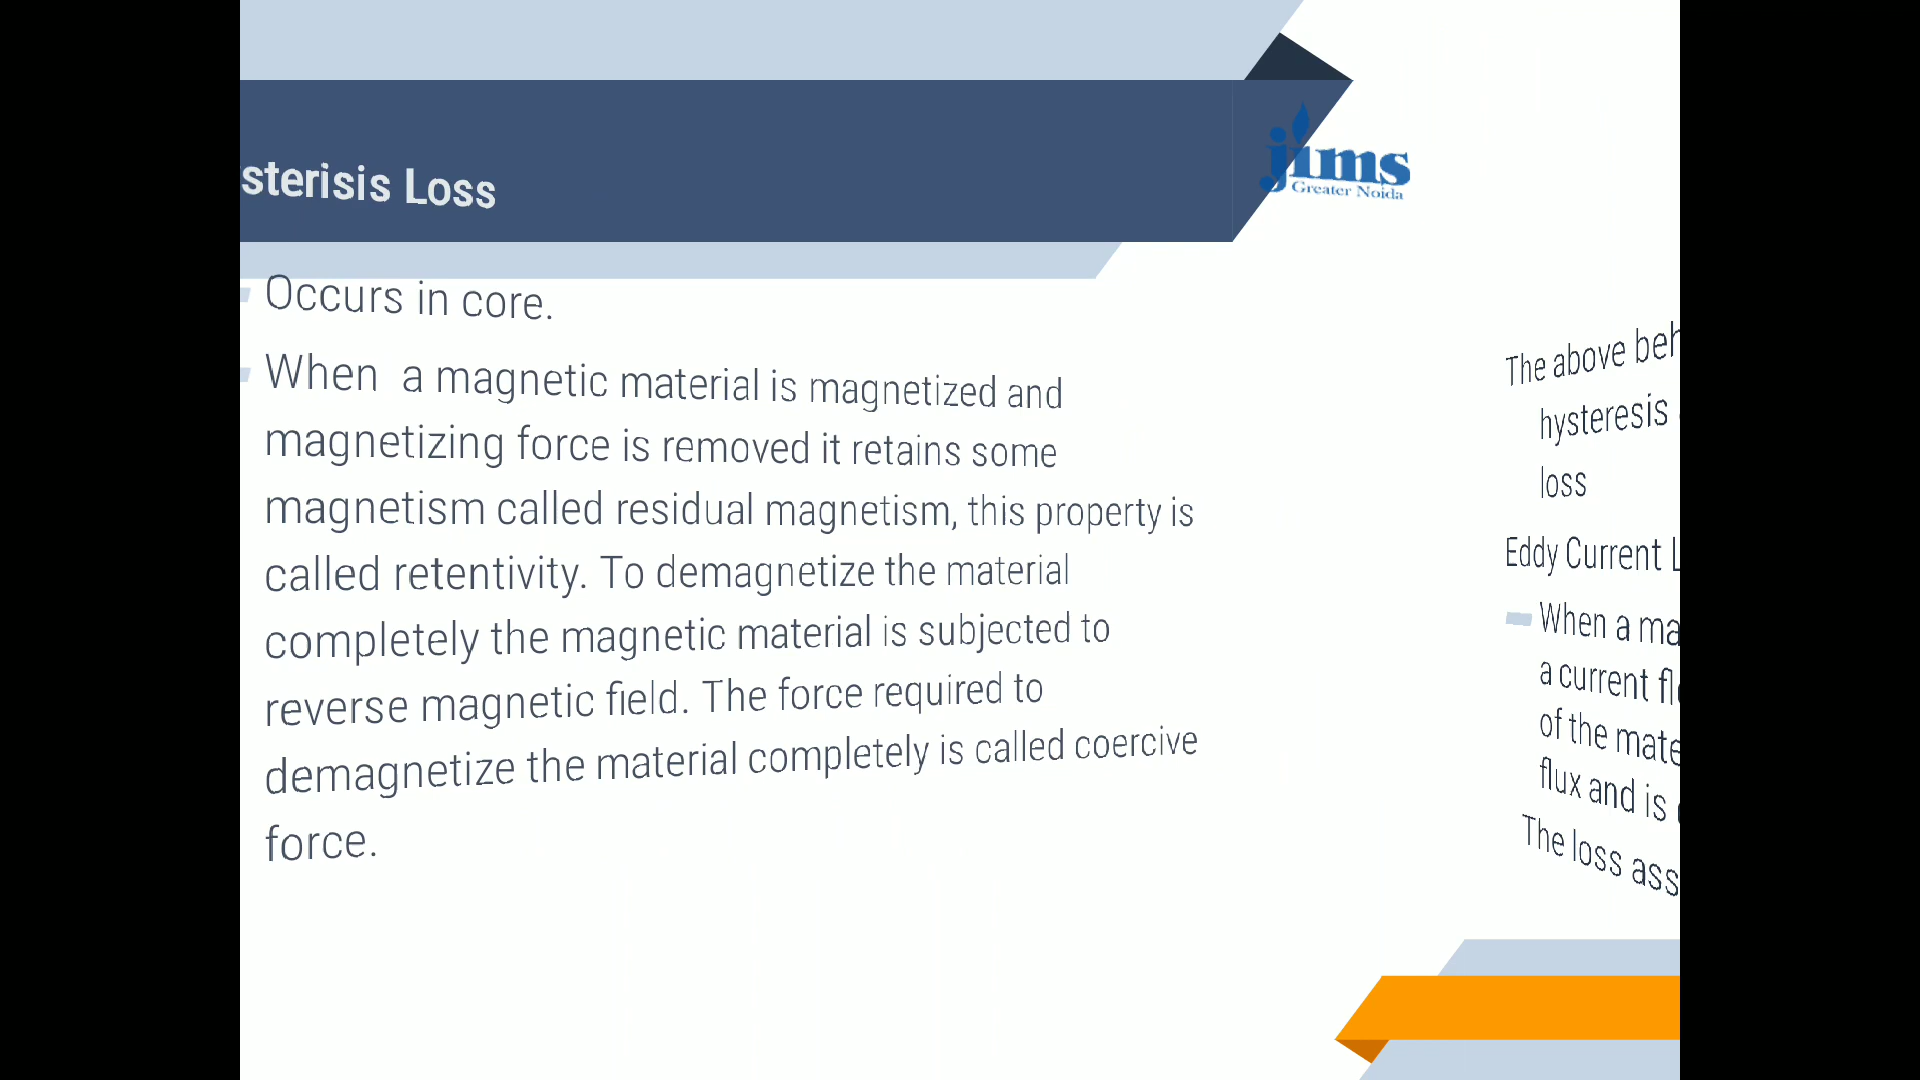 sterisis Loss
jims
Greater Noida
Occurs in core.
When a magnetic material is magnetized and
magnetizing force is removed it retains some
magnetism called residual magnetism, this property is
called retentivity. To demagnetize the material
completely the magnetic material is subjected to
reverse magnetic field. The force required to
demagnetize the material completely is called coercive
force.
The above beh
hysteresis
loss
Eddy Current L
When a ma
a current fl
of the mate
flux and is
The loss ass